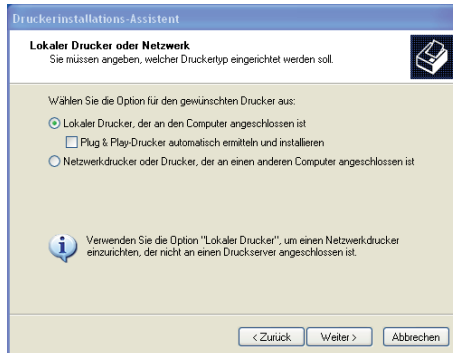 Druckerinstallations-Assistent
Lokaler Drucker oder Netzwerk
Sie müssen angeben, welcher Druckertyp eingerichtet werden soll.
Wählen Sie die Option für den gewünschten Drucker aus:
Lokaler Drucker, der an den Computer angeschlossen ist
Plug & Play-Drucker automatisch ermitteln und installieren
Netzwerkdrucker oder Drucker, der an einen anderen Computer angeschlossen ist
Verwenden Sie die Option "Lokaler Drucker", um einen Netzwerkdrucker
einzurichten, der nicht an einen Druckserver angeschlossen ist.
< Zurück Weiter > Abbrechen